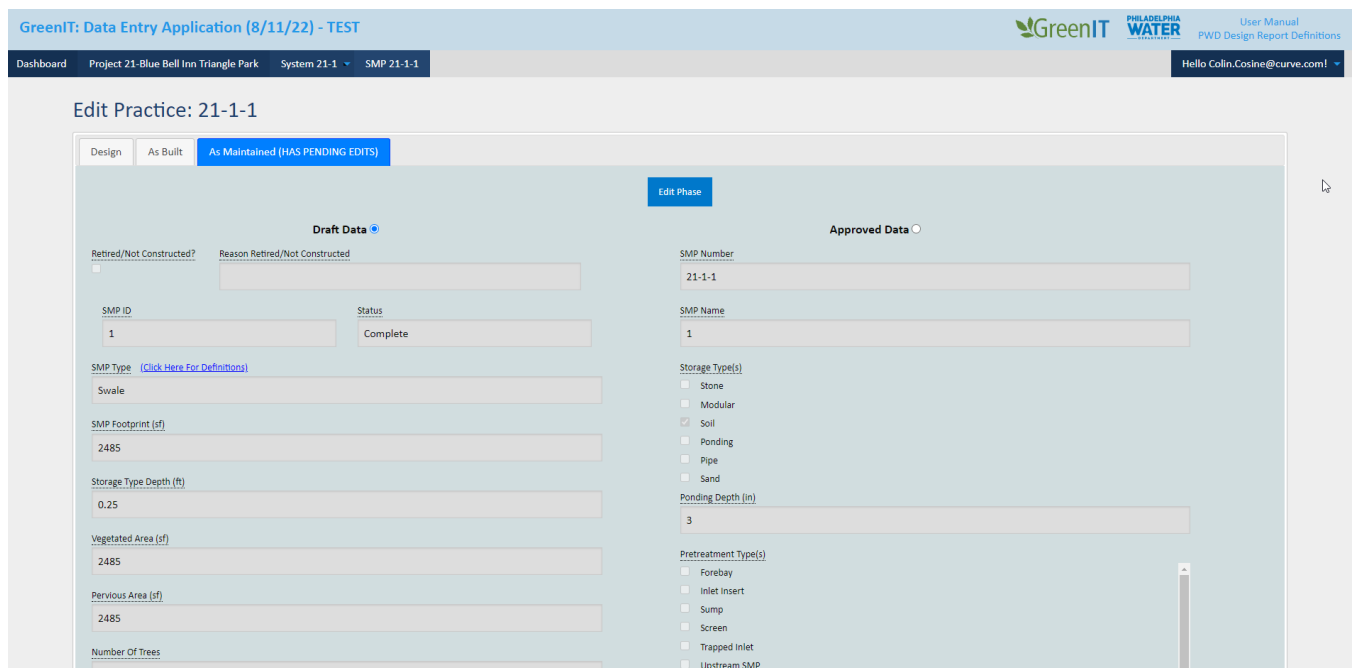 GreenIT: Data Entry Application (8/11/22) - TEST
GreenIT
PHILADELPHIA
WATER
DEPARTMENT
User Manual
PWD Design Report Definitions
Dashboard Project 21-Blue Bell Inn Triangle Park System 21-1 SMP 21-1-1
Hello Colin.Cosine@curve.com!
Edit Practice: 21-1-1
Design As Built As Maintained (HAS PENDING EDITS)
Edit Phase
Draft Data
Retired/Not Constructed? Reason Retired/Not Constructed
SMP ID Status
1 Complete
SMP Type (Click Here For Definitions)
Swale
SMP Footprint (sf)
2485
Storage Type Depth (ft)
0.25
Vegetated Area (sf)
2485
Pervious Area (sf)
2485
Number Of Trees
Approved Data
SMP Number
21-1-1
SMP Name
1
Storage Type(s)
Stone
Modular
Soil
Ponding
Pipe
Sand
Ponding Depth (in)
3
Pretreatment Type(s)
Forebay
Inlet Insert
Sump
Screen
Trapped Inlet
Upstream SMP